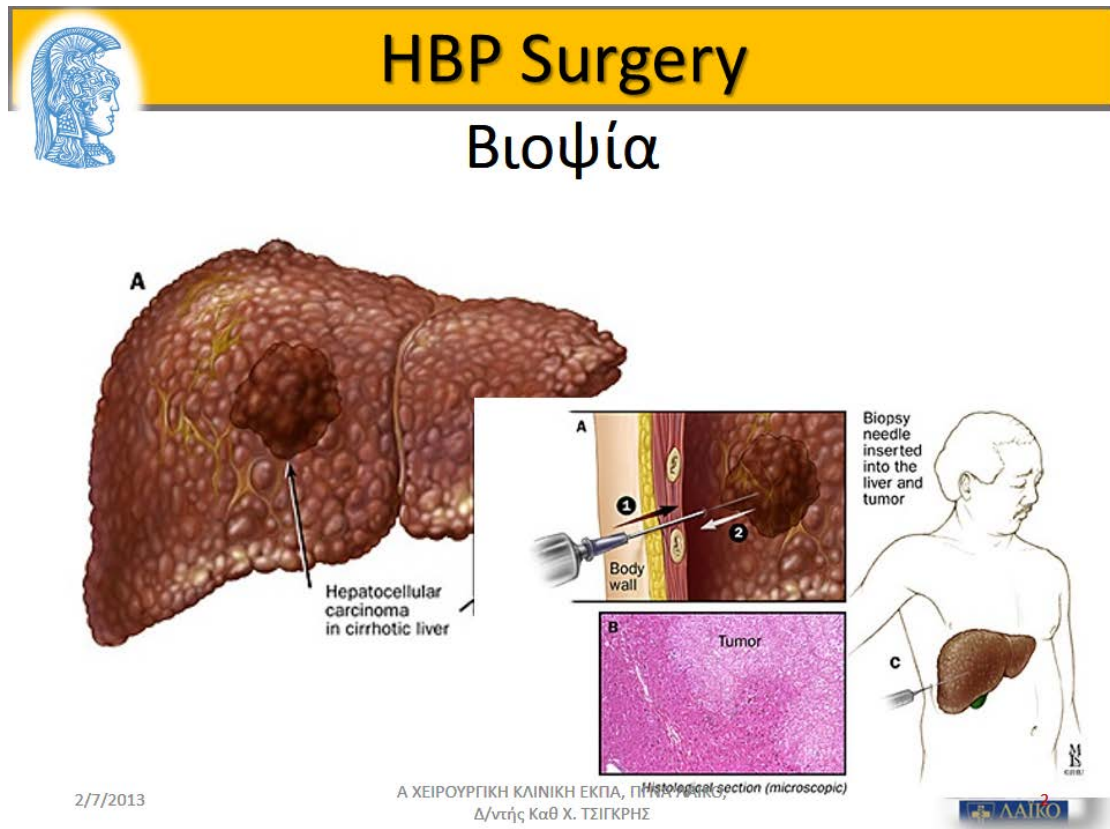 HBP Surgery
Βιοψία
A
Hepatocellular
carcinoma
in cirrhotic liver
A
1
2
Body
wall
Biopsy
needle
inserted
into the
liver and
tumor
B
Tumor
C
Histological section (microscopic)
2/7/2013
Α ΧΕΙΡΟΥΡΓΙΚΗ ΚΛΙΝΙΚΗ ΕΚΠΑ,
Δ/ντής Καθ Χ. ΤΣΙΓΚΡΗΣ
2
ΛΑΪΚΟ